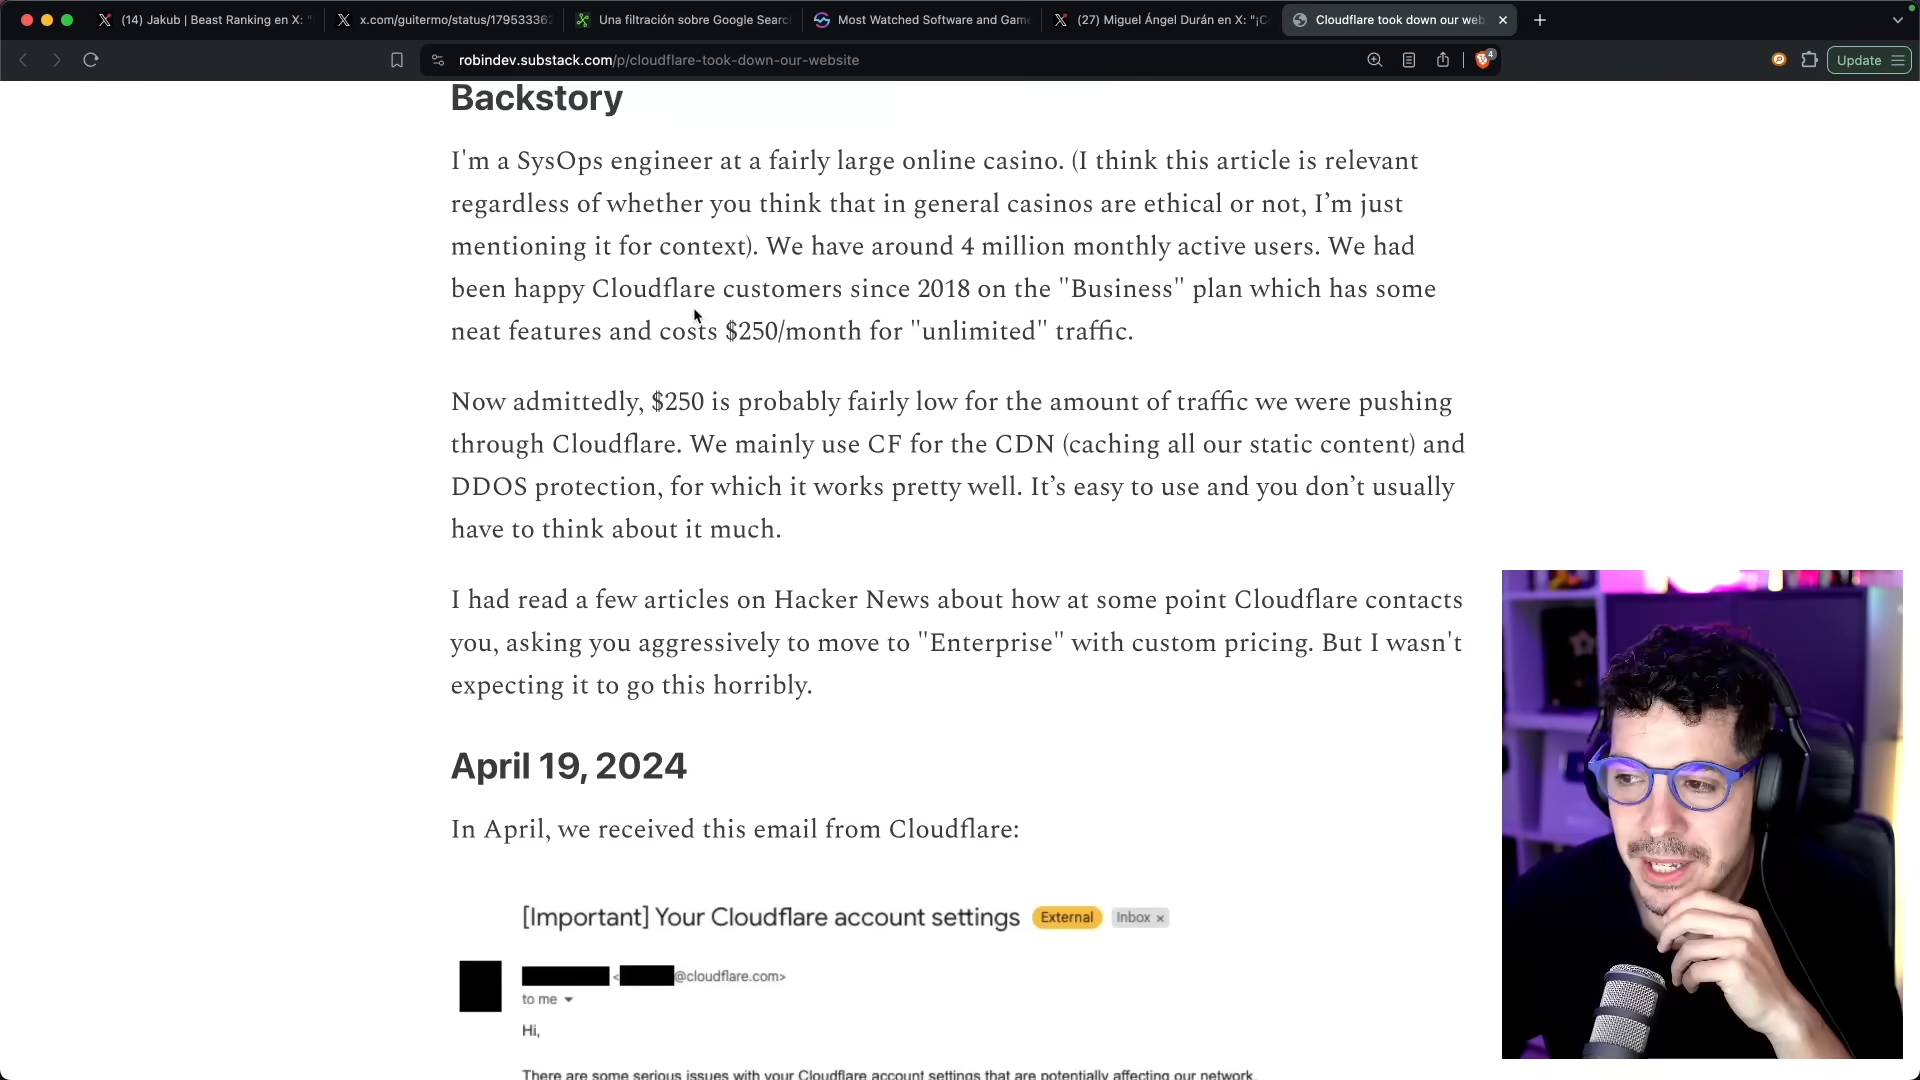 (14) Jakub | Beast Ranking en X: "
x.com/guitermo/status/179533363
Una filtración sobre Google Searc
Most Watched Software and Game
(27) Miguel Ángel Durán en X: "¡C
Cloudflare took down our web
robindev.substack.com/p/cloudflare-took-down-our-website
4
Update
Backstory
I'm a SysOps engineer at a fairly large online casino. (I think this article is relevant
regardless of whether you think that in general casinos are ethical or not, I’m just
mentioning it for context). We have around 4 million monthly active users. We had
been happy Cloudflare customers since 2018 on the "Business" plan which has some
neat features and costs $250/month for "unlimited" traffic.
Now admittedly, $250 is probably fairly low for the amount of traffic we were pushing
through Cloudflare. We mainly use CF for the CDN (caching all our static content) and
DDOS protection, for which it works pretty well. It’s easy to use and you don’t usually
have to think about it much.
I had read a few articles on Hacker News about how at some point Cloudflare contacts
you, asking you aggressively to move to "Enterprise" with custom pricing. But I wasn't
expecting it to go this horribly.
April 19, 2024
In April, we received this email from Cloudflare:
[Important] Your Cloudflare account settings External Inbox ×
< @cloudflare.com>
to me
Hi,
There are some serious issues with your Cloudflare account settings that are potentially affecting our network.